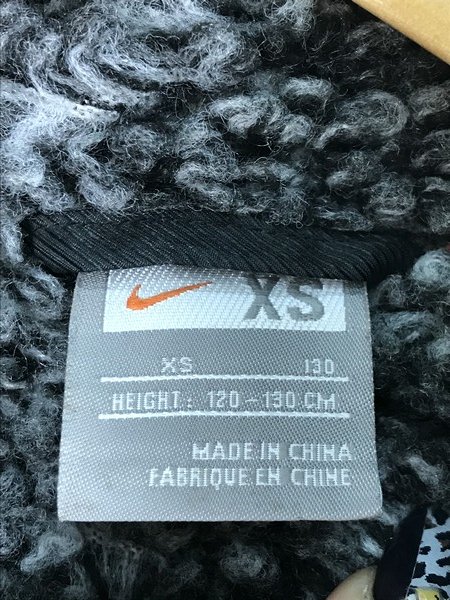 XS
XS 130
HEIGHT: 120-130 CM
MADE IN CHINA
FABRIQUE EN CHINE